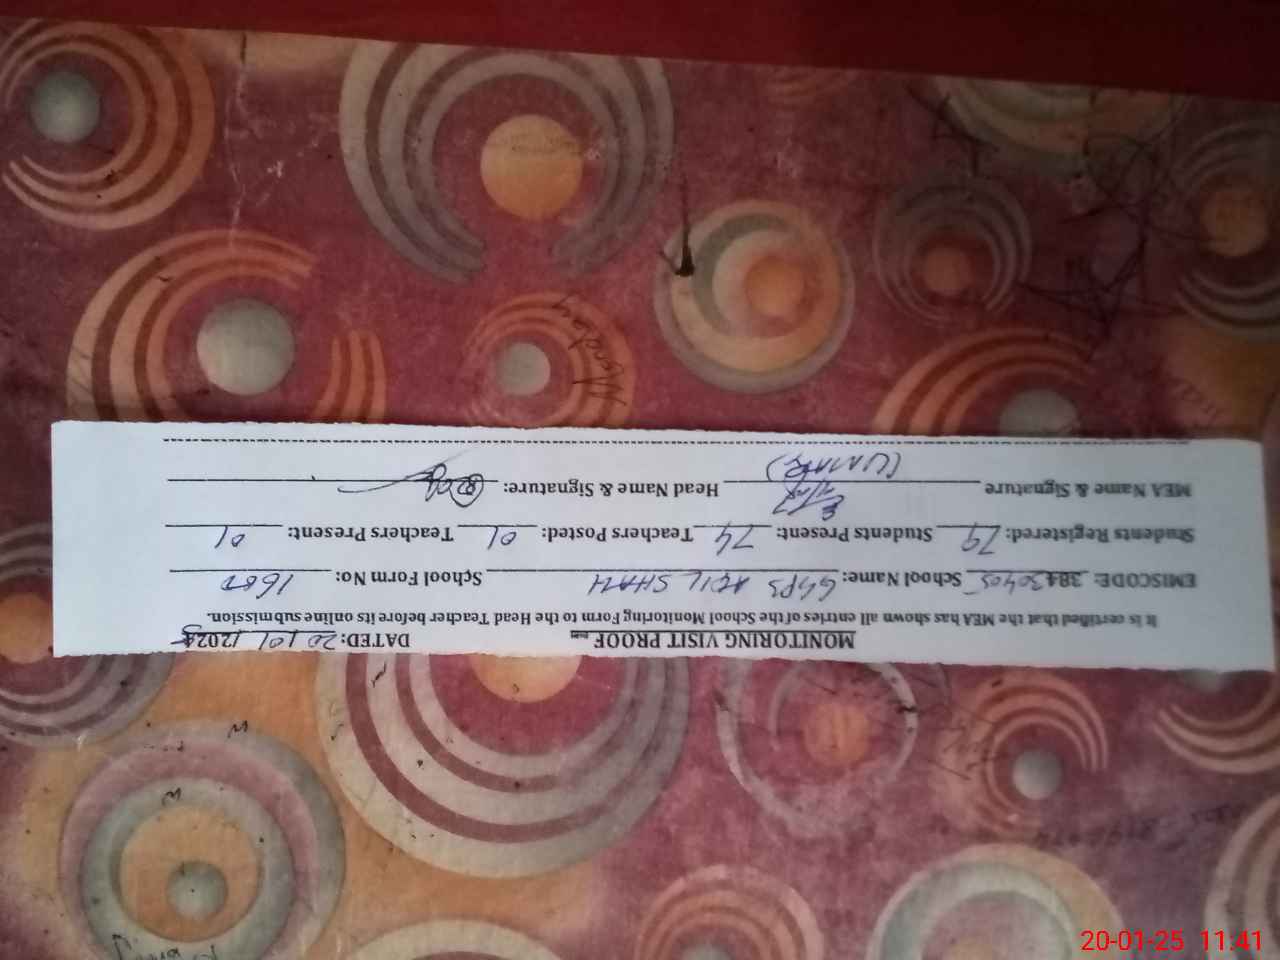 MONITORING VISIT PROOF DATED: 20/01/2025
It is certified that the MEA has shown all entries of the School Monitoring Form to the Head Teacher before its online submission.
EMISCODE: 38430405 School Name: GGPS ADIL SHAH School Form No: 1600
Students Registered: 79 Students Present: 74 Teachers Posted: 01 Teachers Present: 01
MEA Name & Signature Head Name & Signature:
(UMAR)
Monday
20-01-25 11:41